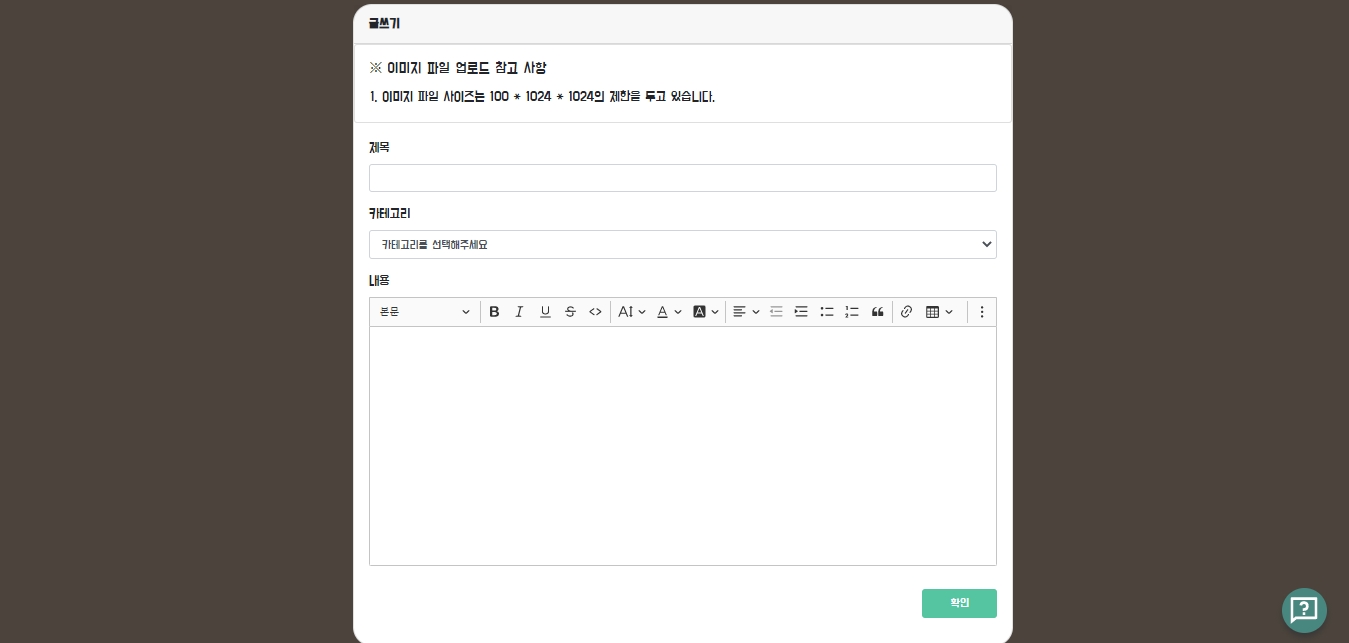 글쓰기
※ 이미지 파일 업로드 참고 사항
1. 이미지 파일 사이즈는 100 * 1024 * 1024의 제한을 두고 있습니다.
제목
카테고리
카테고리를 선택해주세요
내용
본문
확인